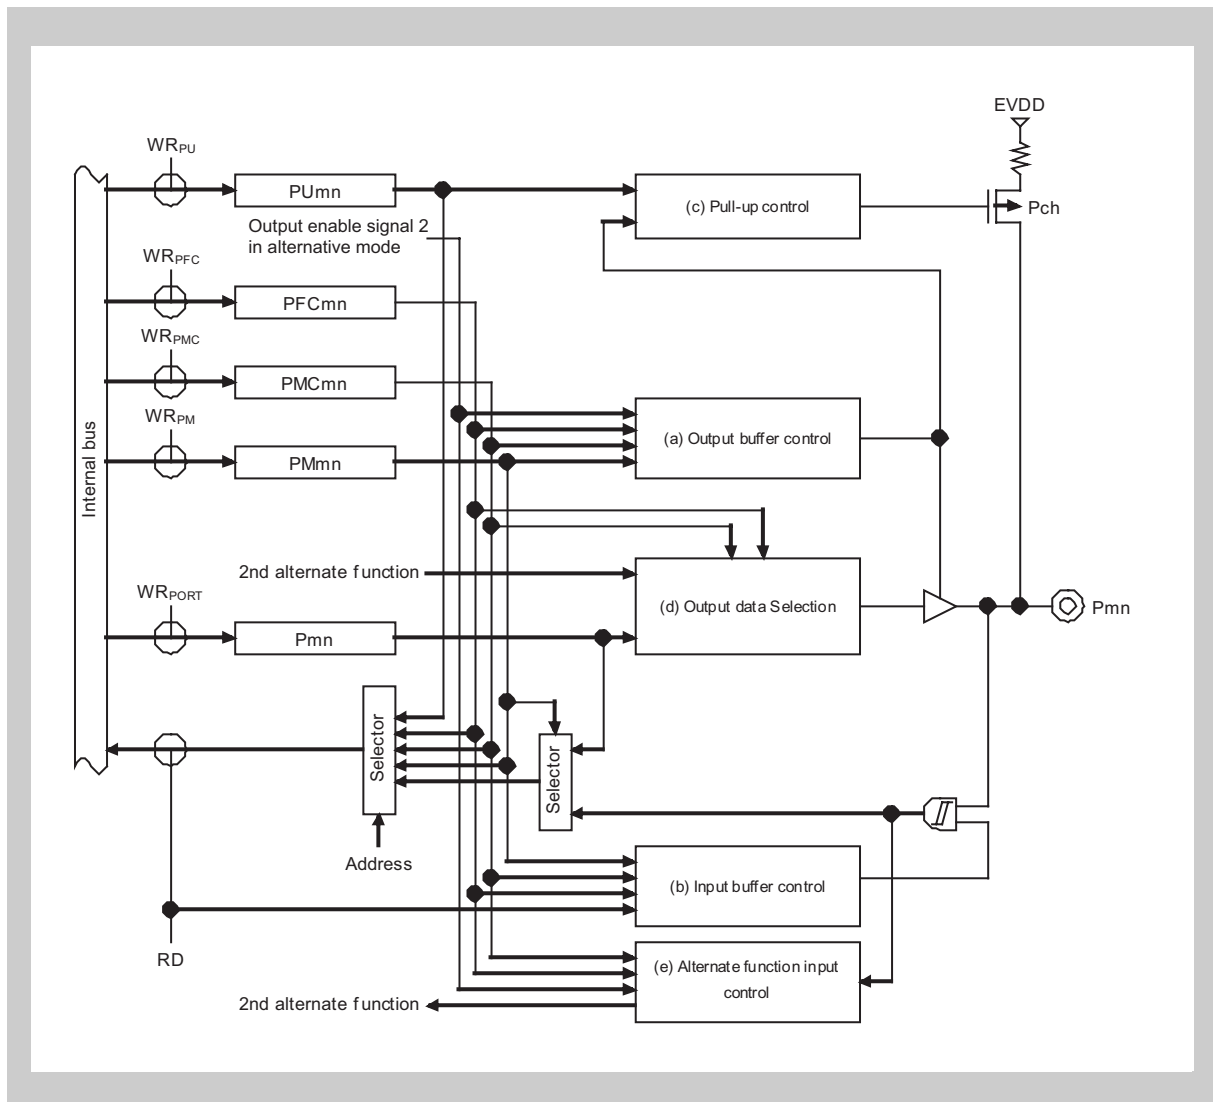 EVDD
WRPU
PUmn
(c) Pull-up control
Pch
Output enable signal 2
in alternative mode
WRPFC
PFCmn
WRPMC
PMCmn
WRPM
(a) Output buffer control
PMmn
Internal bus
2nd alternate function
WRPORT
(d) Output data Selection
Pmn
Pmn
Selector
Selector
Address
(b) Input buffer control
RD
(e) Alternate function input
control
2nd alternate function